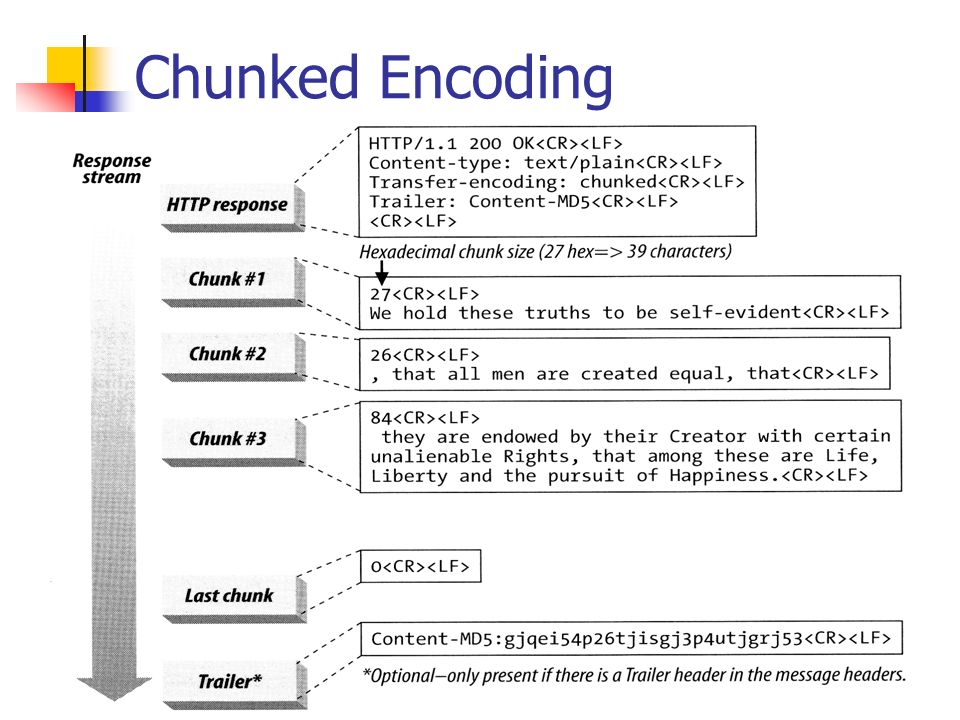 Chunked Encoding
Response
stream
HTTP response
HTTP/1.1 200 OK<CR><LF>
Content-type: text/plain<CR><LF>
Transfer-encoding: chunked<CR><LF>
Trailer: Content-MD5<CR><LF>
<CR><LF>
Hexadecimal chunk size (27 hex=> 39 characters)
Chunk #1
27<CR><LF>
We hold these truths to be self-evident<CR><LF>
Chunk #2
26<CR><LF>
, that all men are created equal, that<CR><LF>
Chunk #3
84<CR><LF>
they are endowed by their Creator with certain
unalienable Rights, that among these are Life,
Liberty and the pursuit of Happiness.<CR><LF>
Last chunk
0<CR><LF>
Trailer*
Content-MD5:gjqei54p26tjisgj3p4utjgrj53<CR><LF>
*Optional—only present if there is a Trailer header in the message headers.